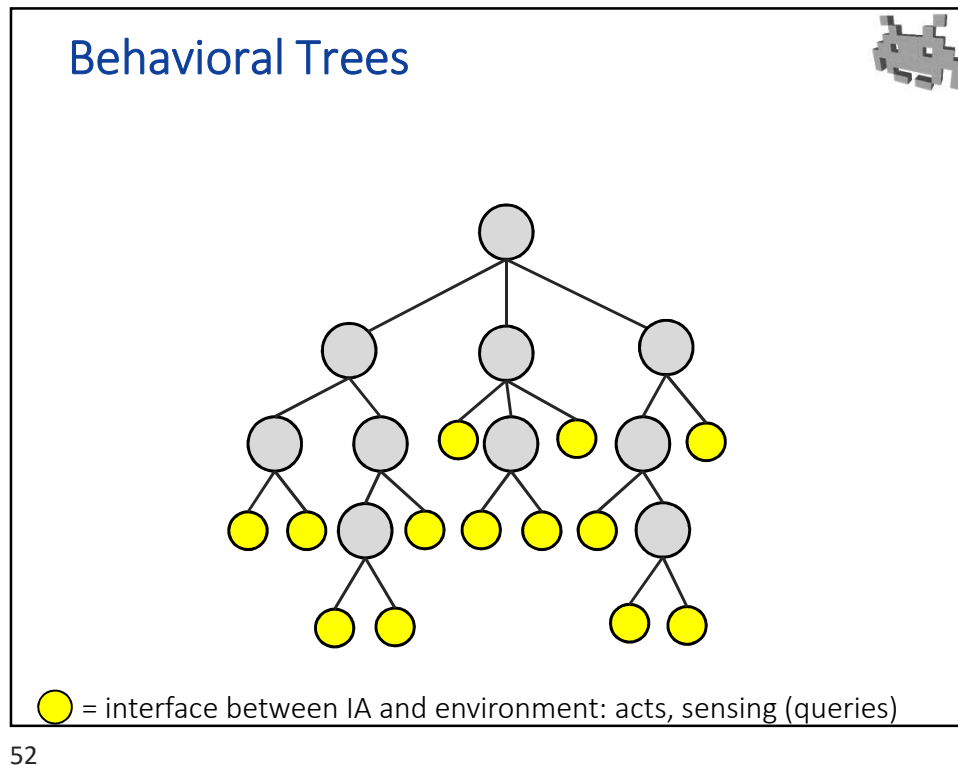 Behavioral Trees
= interface between IA and environment: acts, sensing (queries)
52